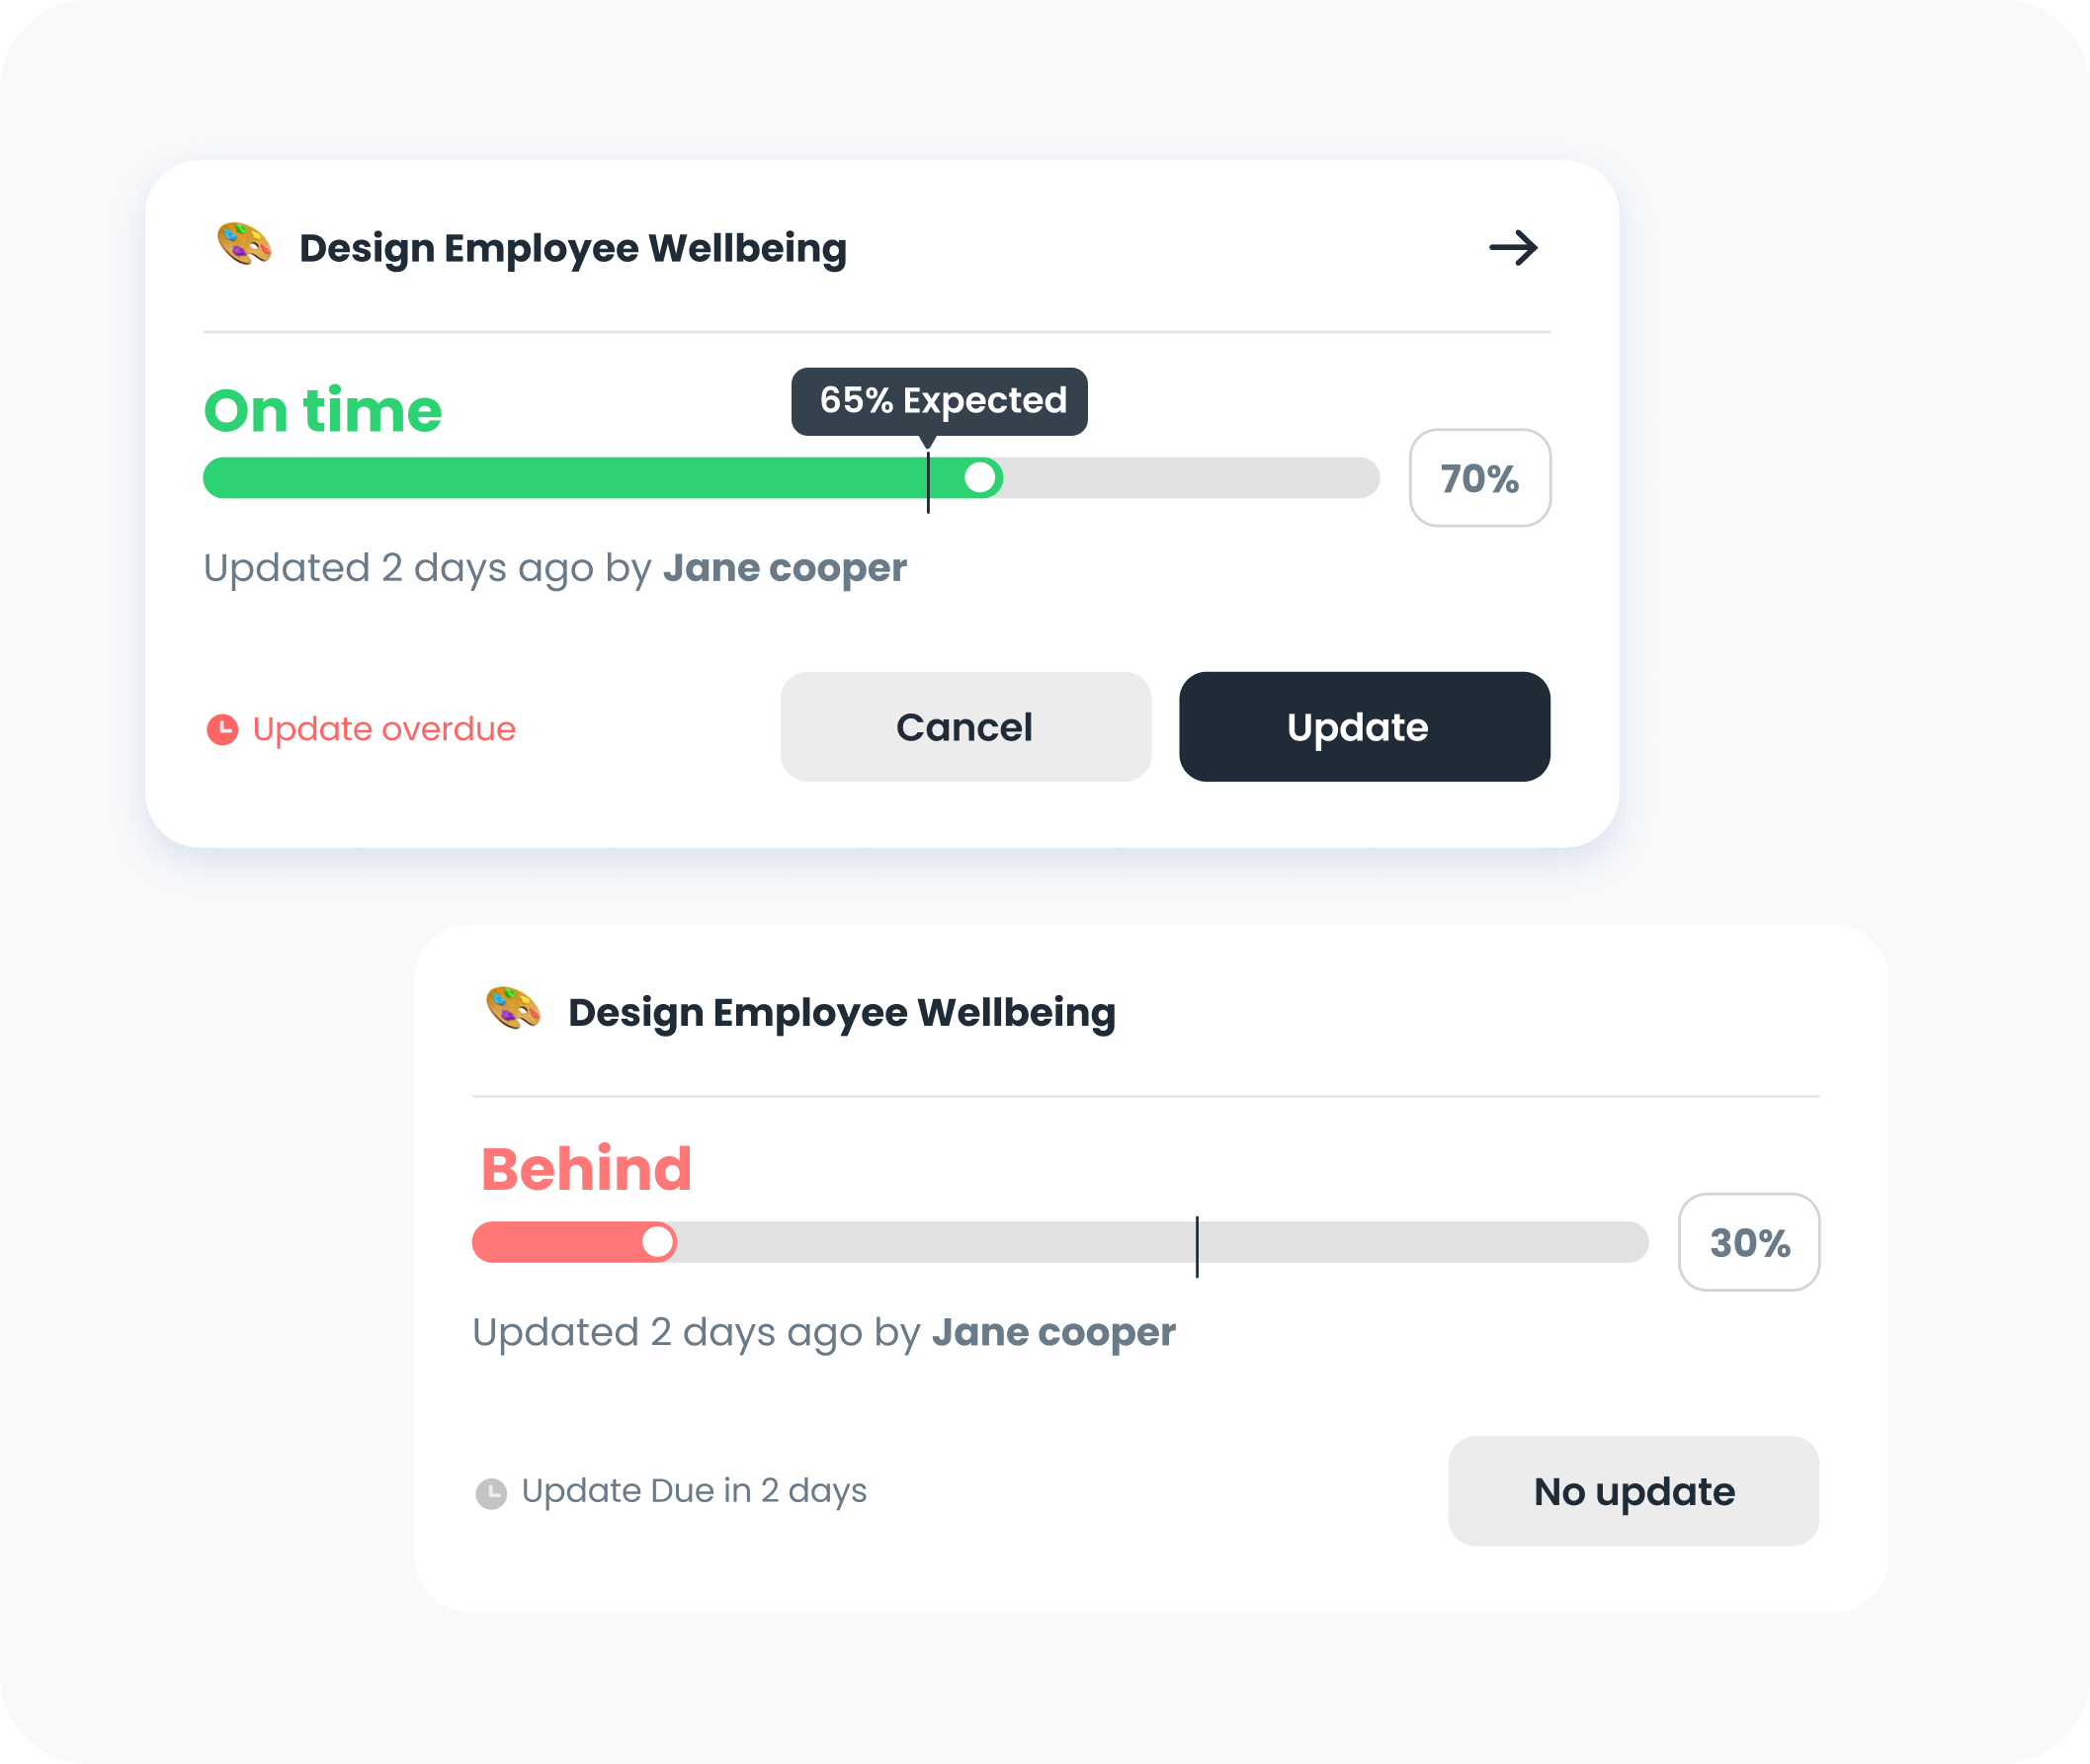 Design Employee Wellbeing
On time
65% Expected
70%
Updated 2 days ago by Jane cooper
Update overdue
Cancel
Update
Design Employee Wellbeing
Behind
30%
Updated 2 days ago by Jane cooper
Update Due in 2 days
No update